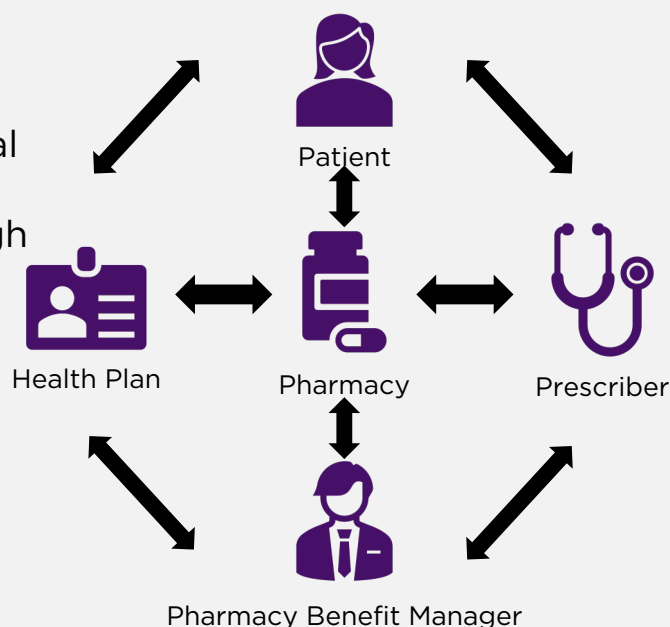 Patient
Health Plan
Pharmacy
Prescriber
Pharmacy Benefit Manager